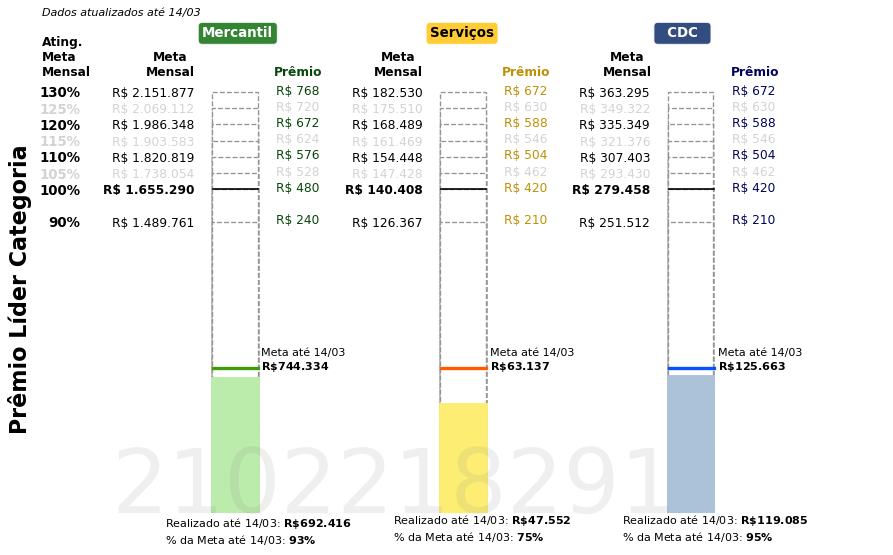 Dados atualizados até 14/03
Mercantil Serviços CDC
Ating. Meta Mensal Meta Mensal Prêmio Meta Mensal Prêmio Meta Mensal Prêmio
130% R$ 2.151.877 R$ 768 R$ 182.530 R$ 672 R$ 363.295 R$ 672
125% R$ 2.069.112 R$ 720 R$ 175.510 R$ 630 R$ 349.322 R$ 630
120% R$ 1.986.348 R$ 672 R$ 168.489 R$ 588 R$ 335.349 R$ 588
115% R$ 1.903.583 R$ 624 R$ 161.469 R$ 546 R$ 321.376 R$ 546
110% R$ 1.820.819 R$ 576 R$ 154.448 R$ 504 R$ 307.403 R$ 504
105% R$ 1.738.054 R$ 528 R$ 147.428 R$ 462 R$ 293.430 R$ 462
100% R$ 1.655.290 R$ 480 R$ 140.408 R$ 420 R$ 279.458 R$ 420
90% R$ 1.489.761 R$ 240 R$ 126.367 R$ 210 R$ 251.512 R$ 210
Prêmio Líder Categoria
Meta até 14/03 Meta até 14/03 Meta até 14/03
R$744.334 R$63.137 R$125.663
2102218291
Realizado até 14/03: R$692.416 Realizado até 14/03: R$47.552 Realizado até 14/03: R$119.085
% da Meta até 14/03: 93% % da Meta até 14/03: 75% % da Meta até 14/03: 95%